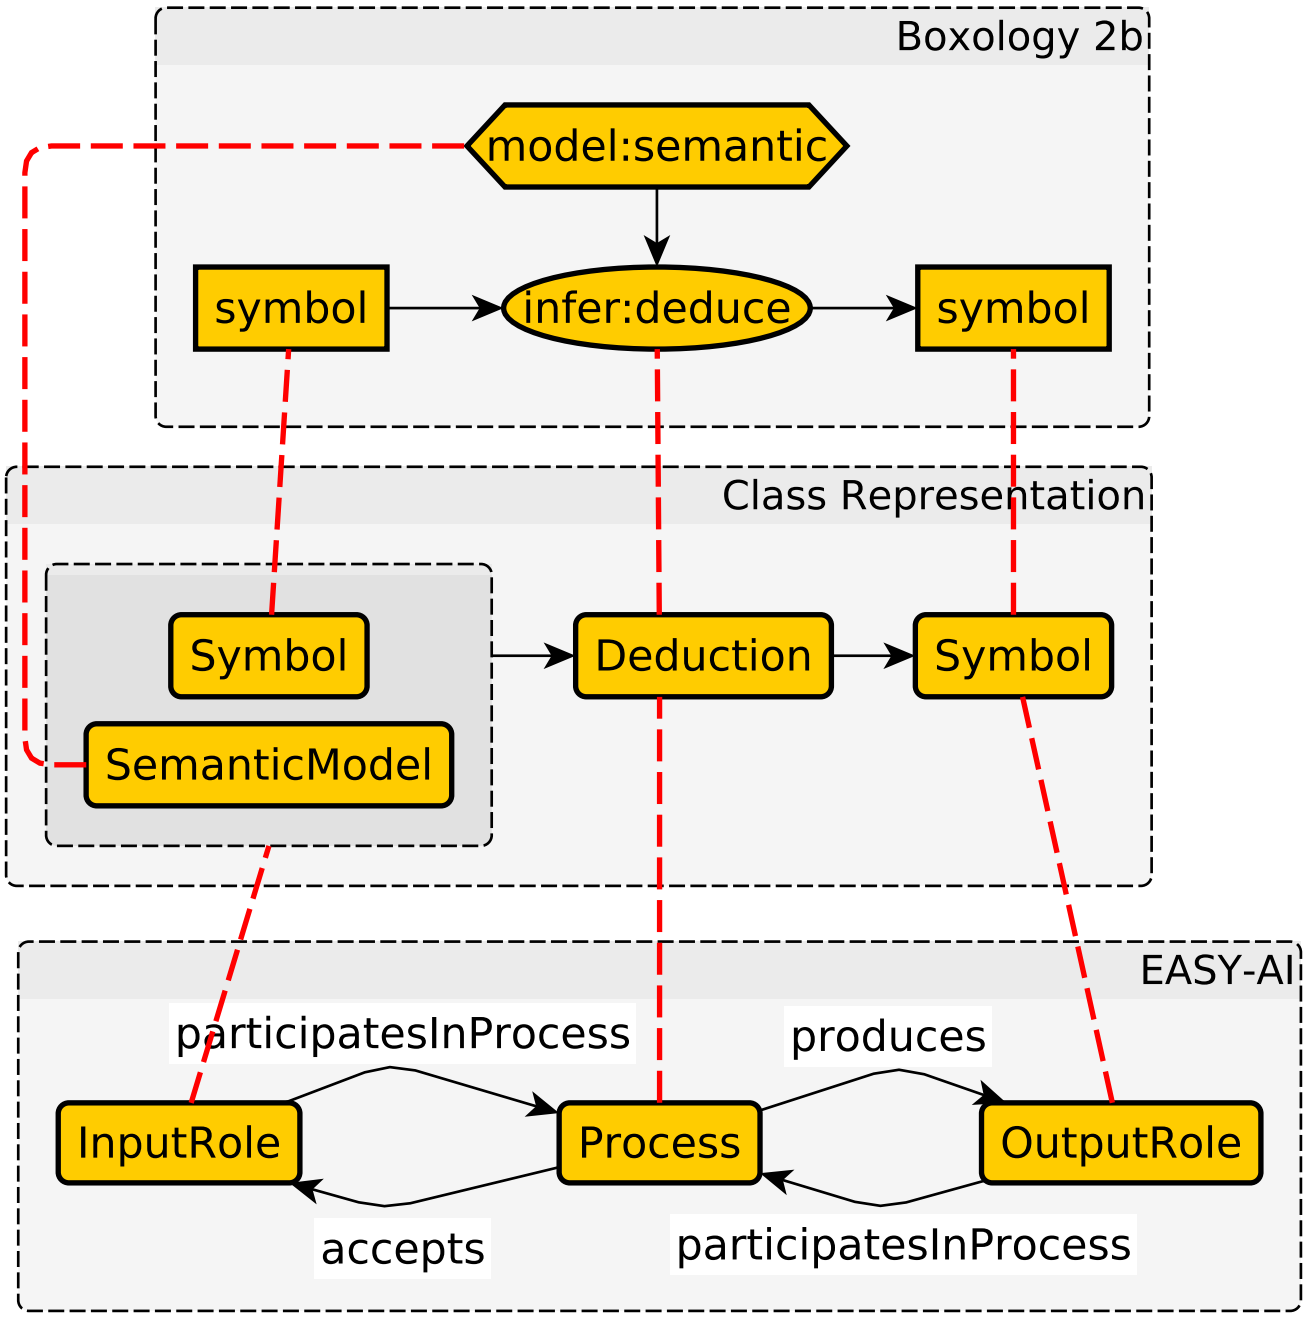 Boxology 2b
model:semantic
symbol
infer:deduce
symbol
Class Representation
Symbol
Deduction
Symbol
SemanticModel
EASY-AI
participatesInProcess
produces
InputRole
Process
OutputRole
accepts
participatesInProcess